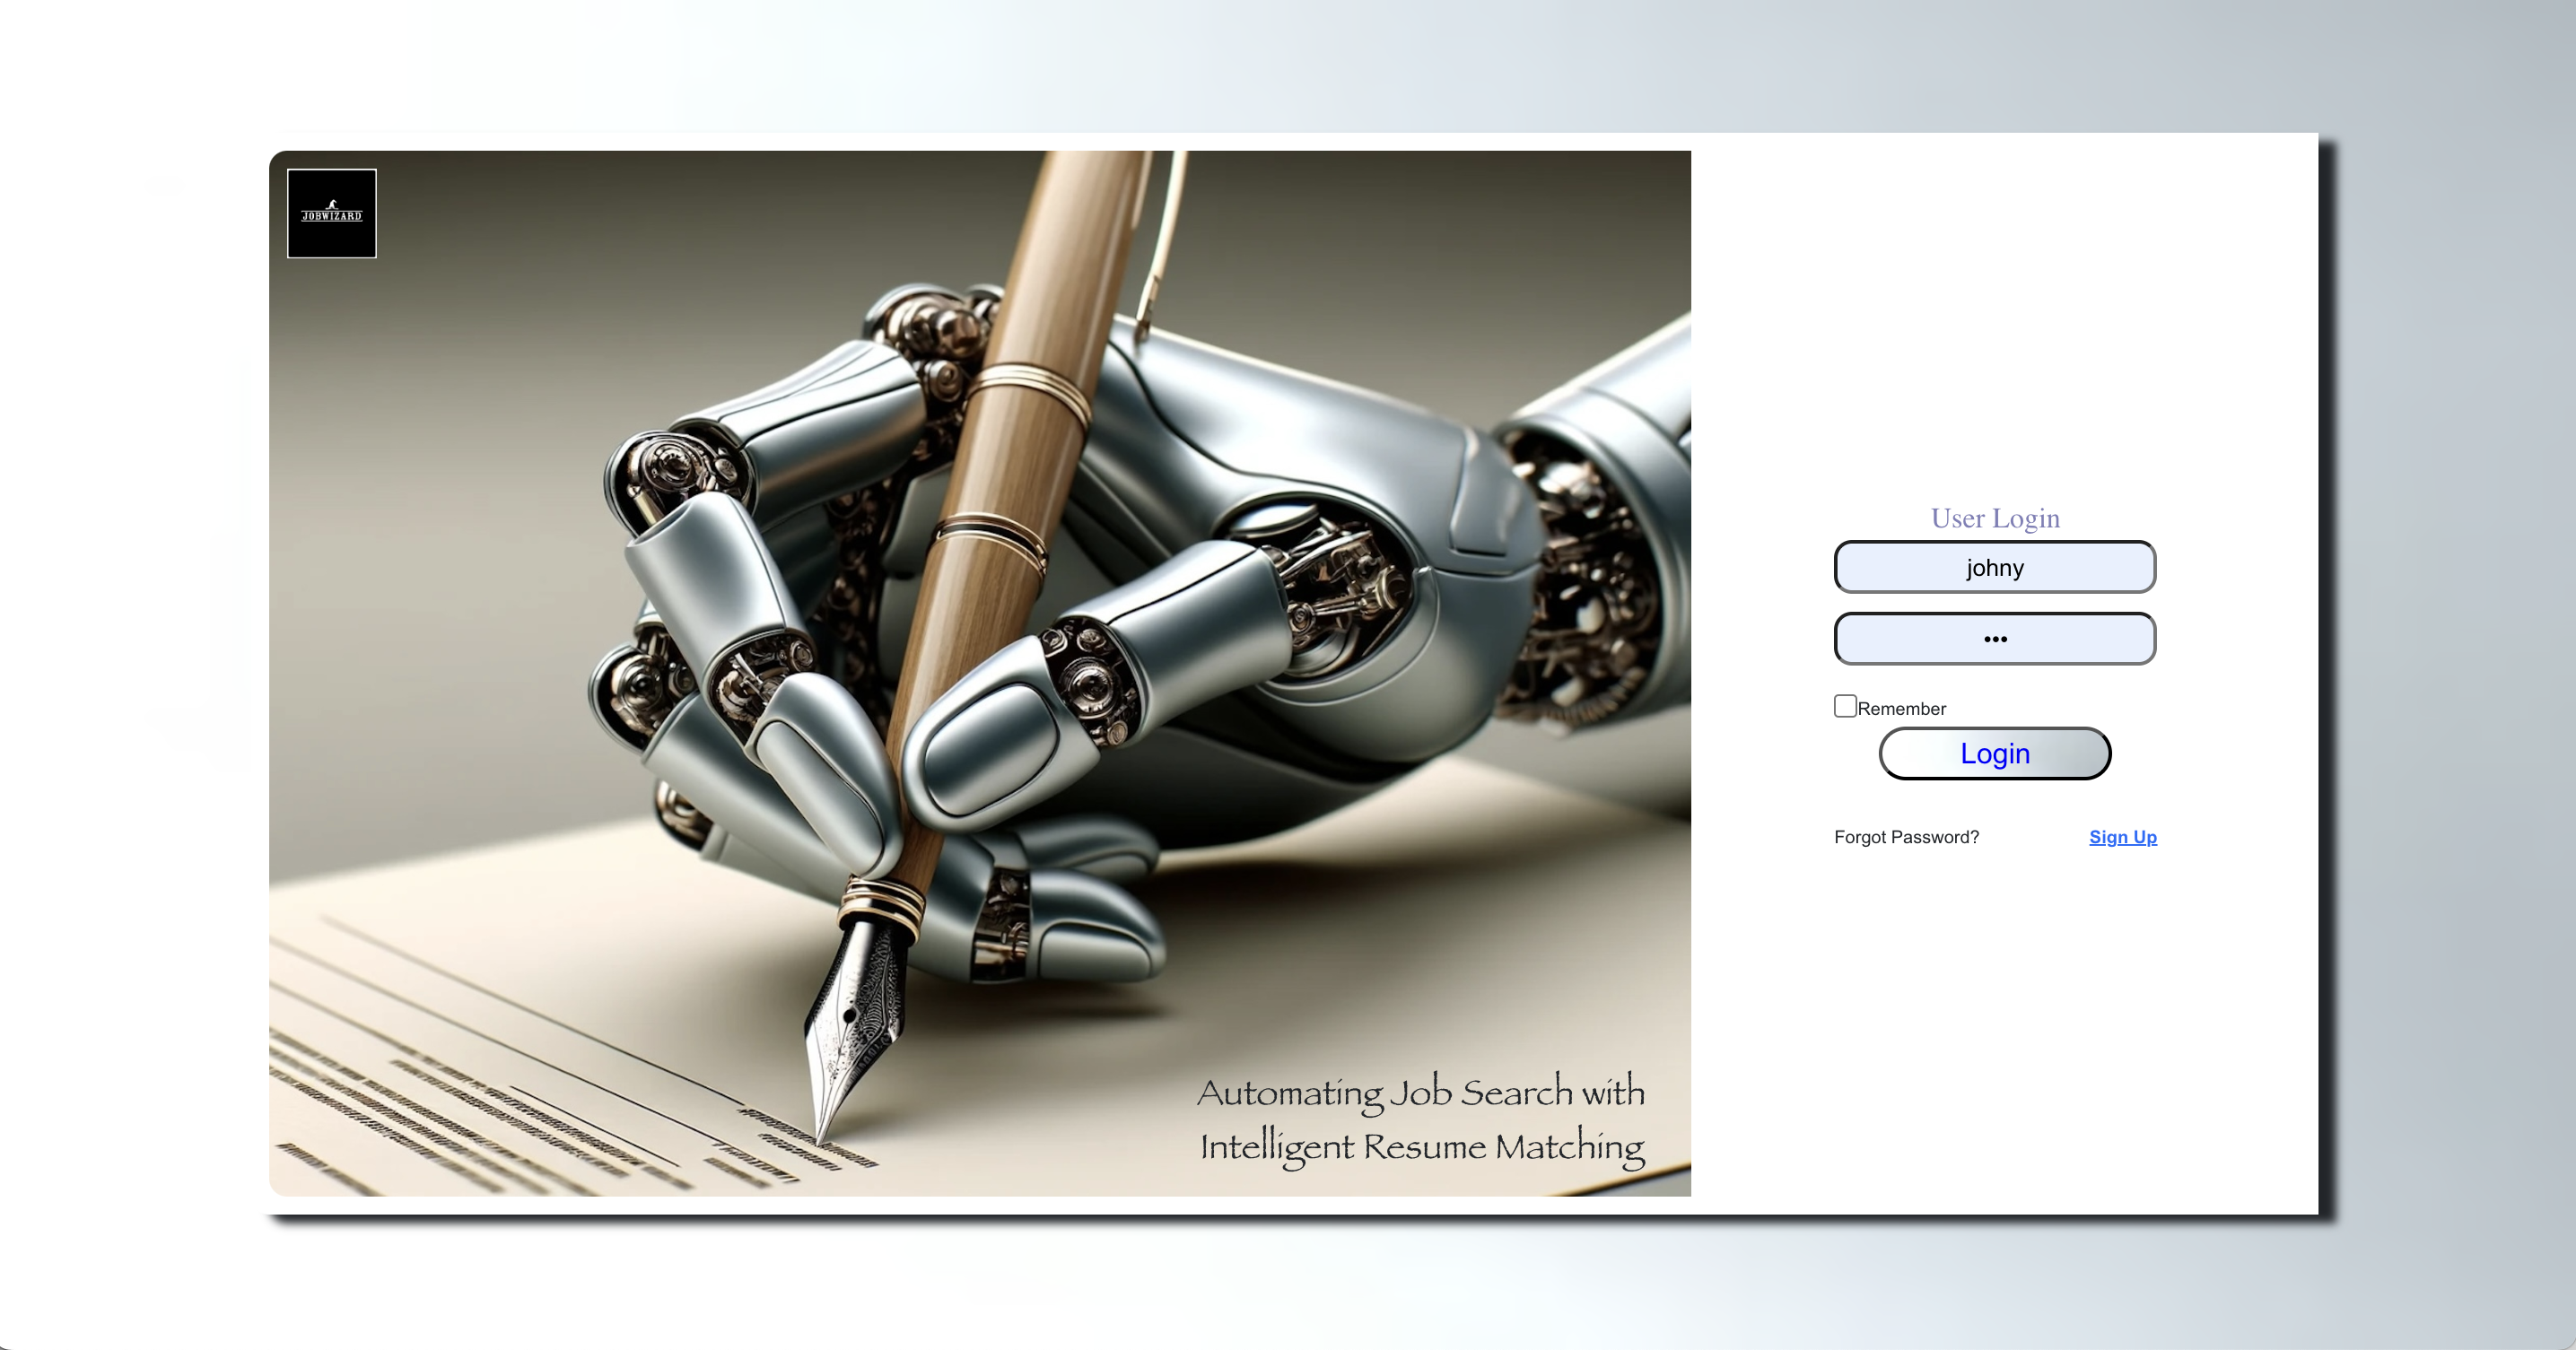 JOBWIZARD
Automating Job Search with
Intelligent Resume Matching
User Login
johny
•••
Remember
Login
Forgot Password? Sign Up